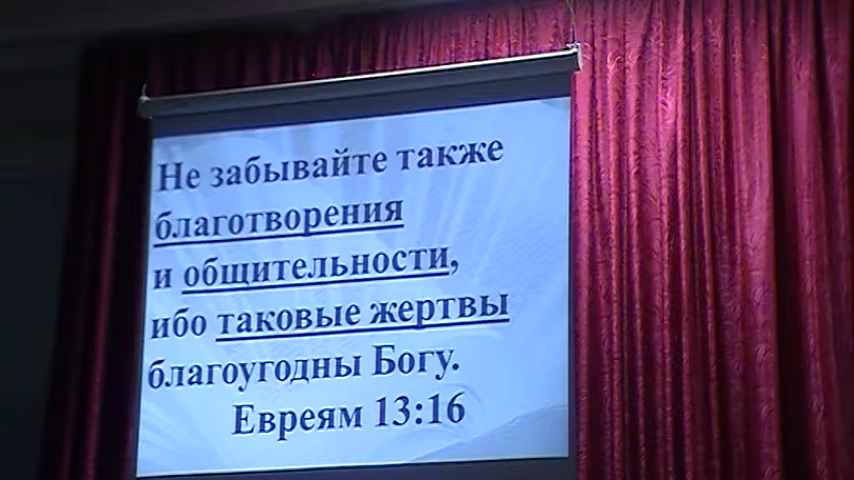 Не забывайте также
благотворения
и общительности,
ибо таковые жертвы
благоугодны Богу.
Евреям 13:16